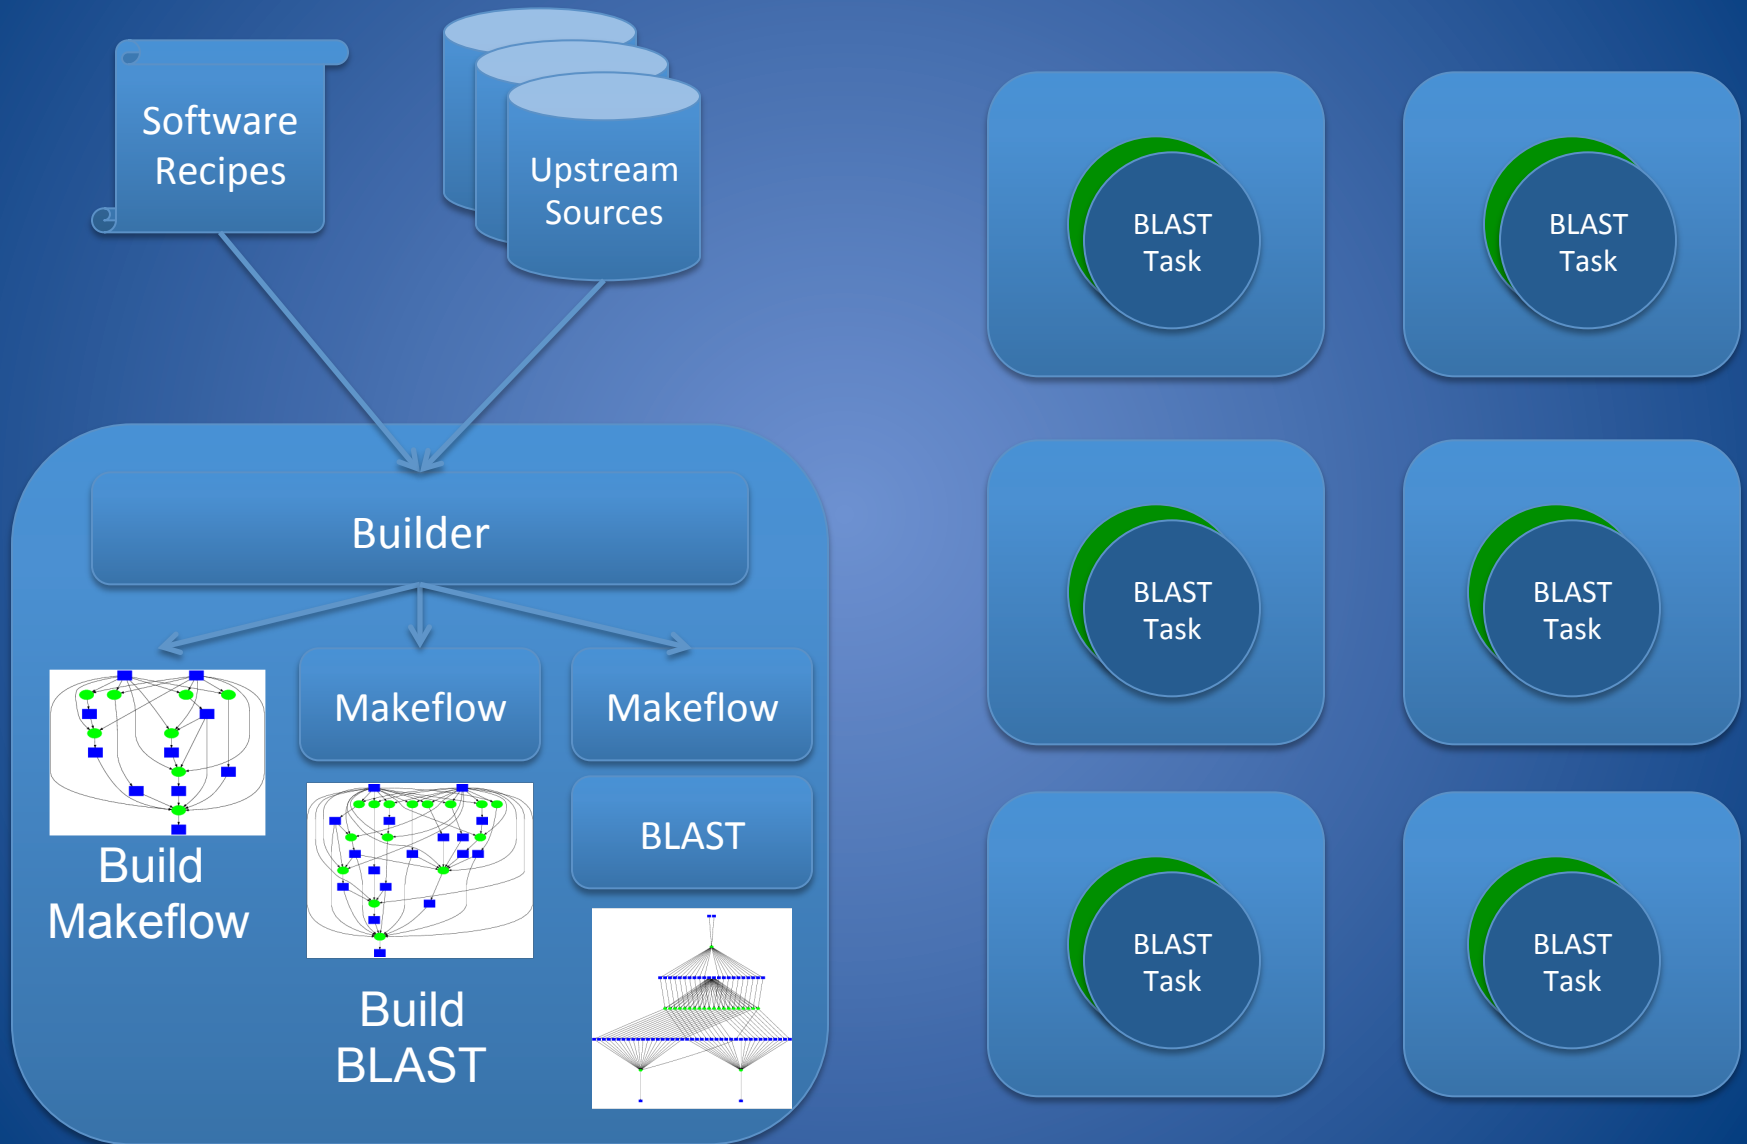 Software
Recipes
Upstream
Sources
Builder
Makeflow
Makeflow
BLAST
Build
Makeflow
Build
BLAST
BLAST
Task
BLAST
Task
BLAST
Task
BLAST
Task
BLAST
Task
BLAST
Task